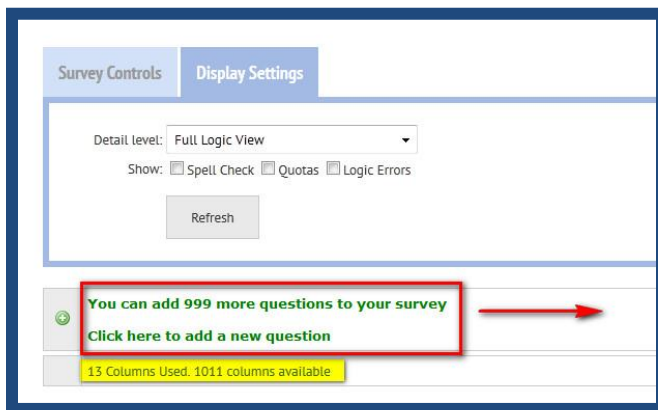 Survey Controls Display Settings
Detail level: Full Logic View
Show: Spell Check Quotas Logic Errors
Refresh
You can add 999 more questions to your survey
Click here to add a new question
13 Columns Used. 1011 columns available